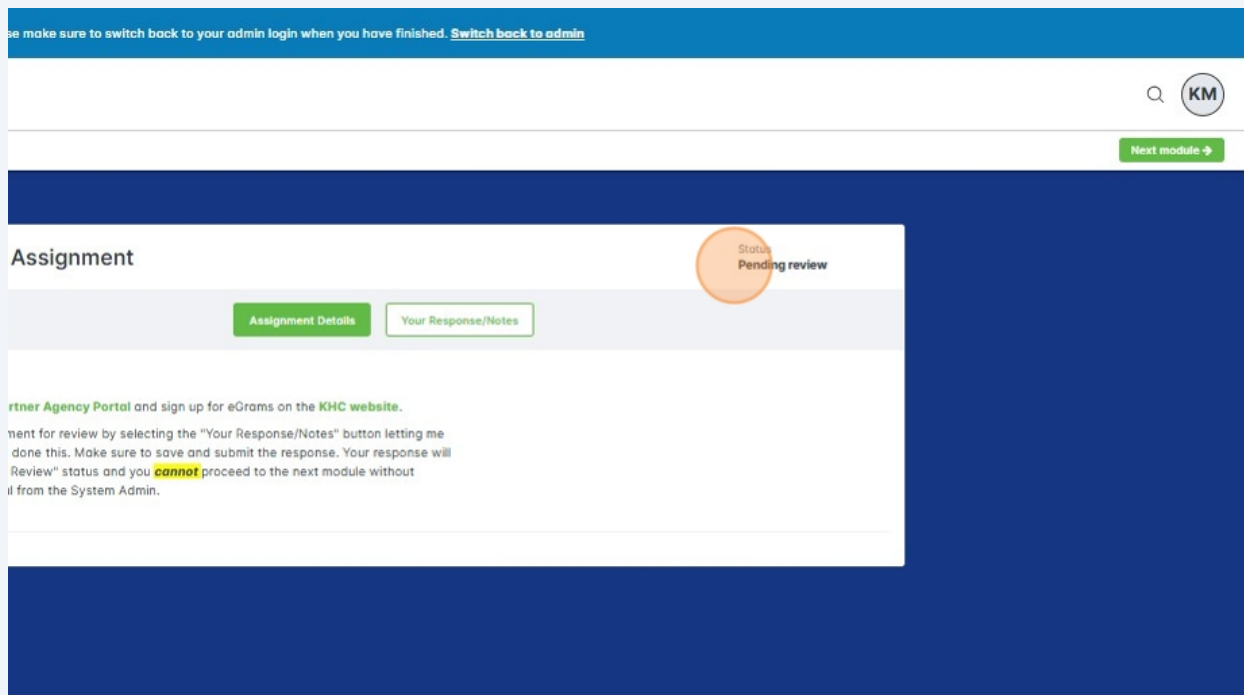 se make sure to switch back to your admin login when you have finished. Switch back to admin
KM
Next module →
Assignment
Status
Pending review
Assignment Details
Your Response/Notes
rtner Agency Portal and sign up for eGrams on the KHC website.
ment for review by selecting the "Your Response/Notes" button letting me
done this. Make sure to save and submit the response. Your response will
Review" status and you cannot proceed to the next module without
l from the System Admin.